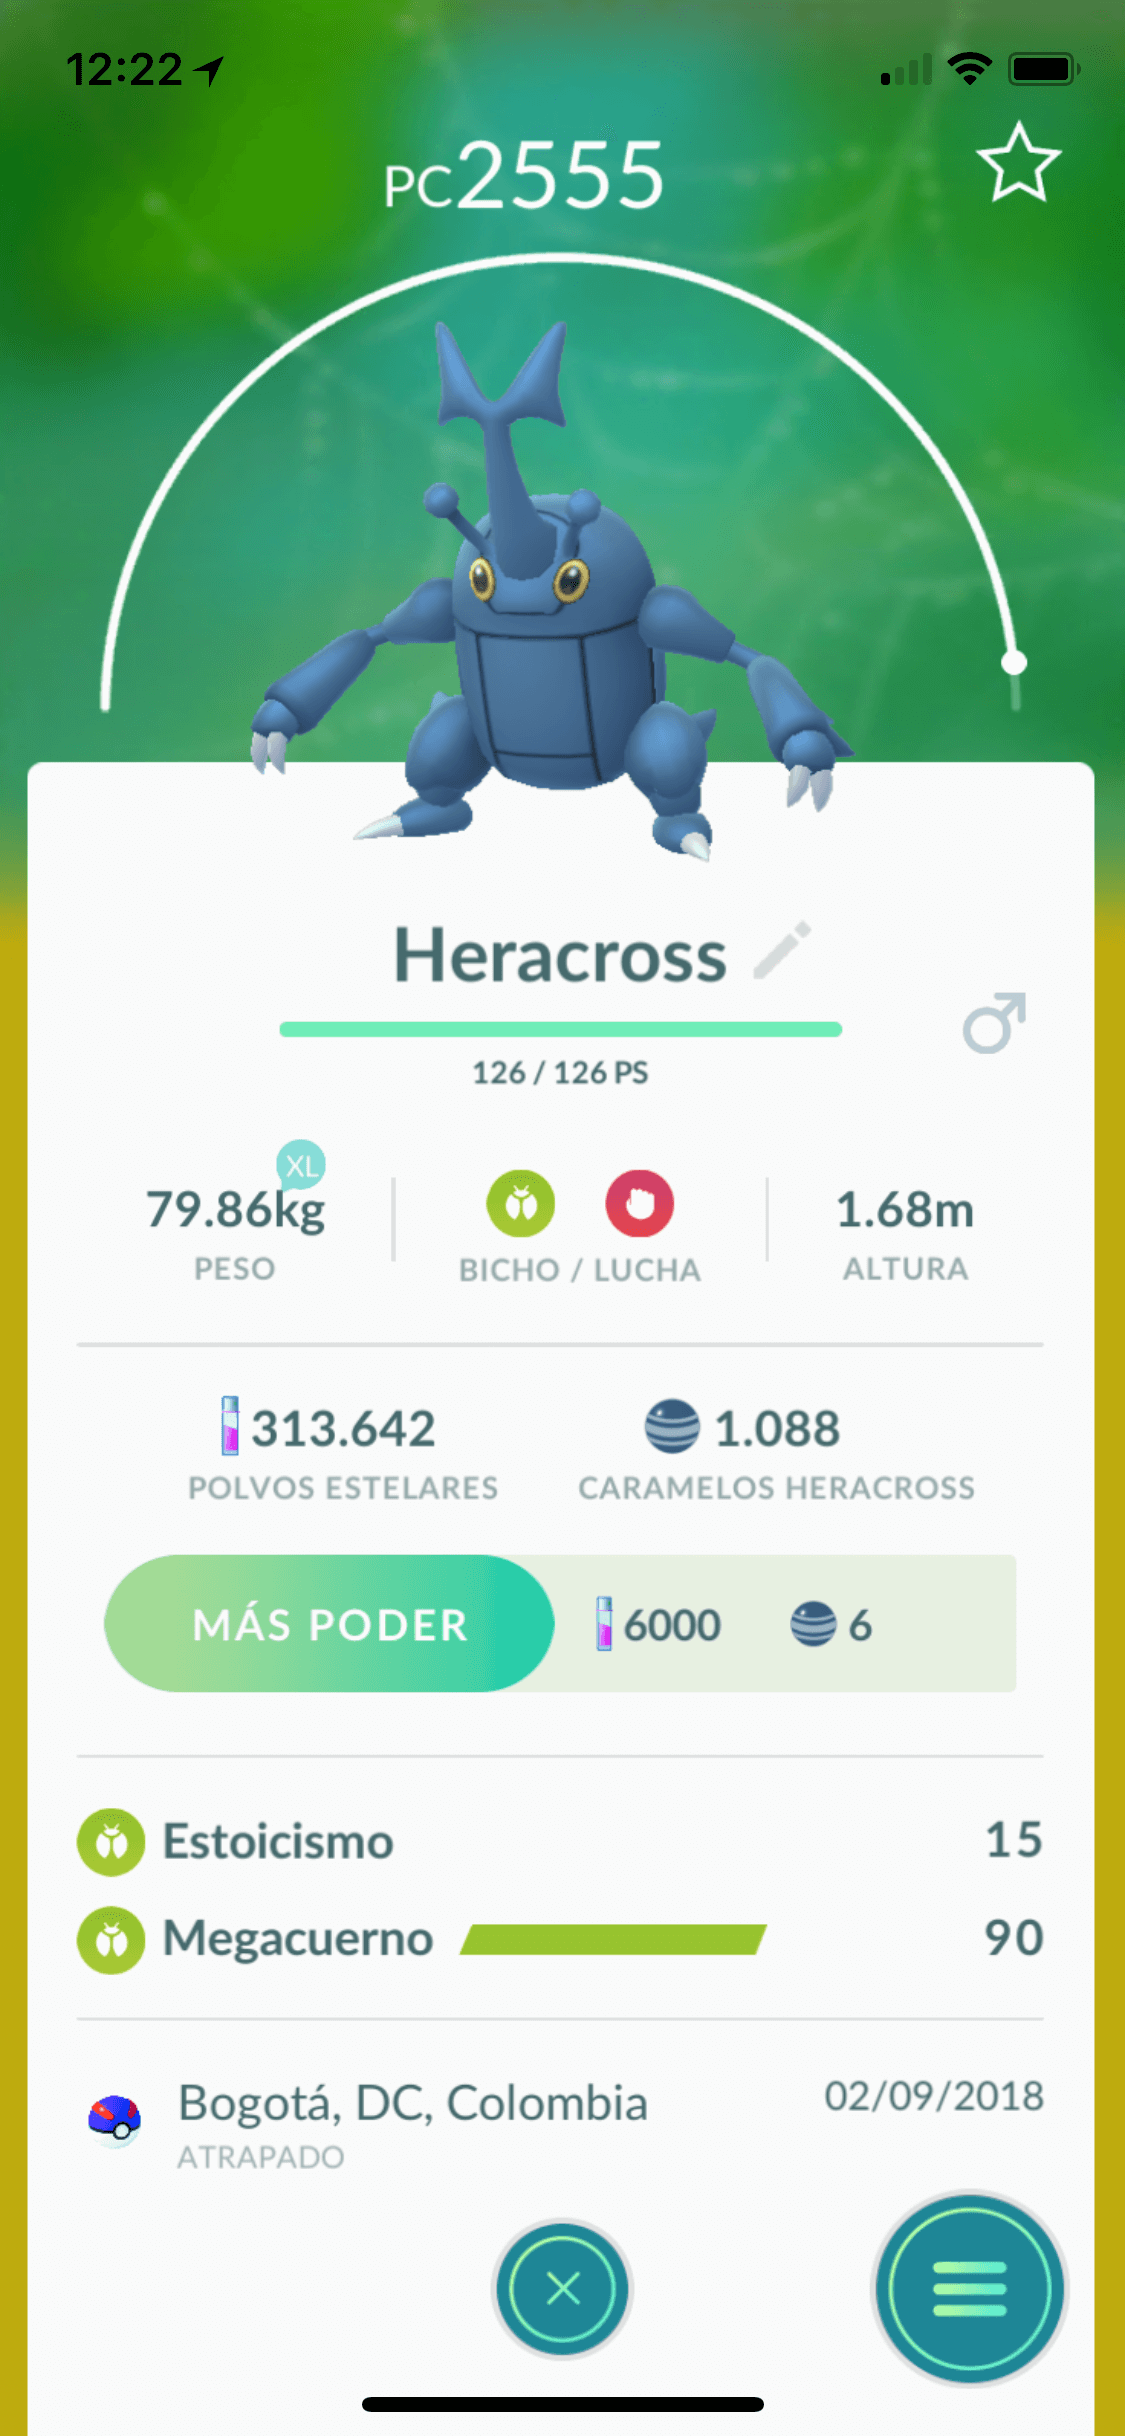 12:22
PC2555
Heracross
126 / 126 PS
XL
79.86kg
PESO
BICHO / LUCHA
1.68m
ALTURA
313.642
POLVOS ESTELARES
1.088
CARAMELOS HERACROSS
MÁS PODER
6000
6
Estoicismo
15
Megacuerno
90
Bogotá, DC, Colombia
02/09/2018
ATRAPADO